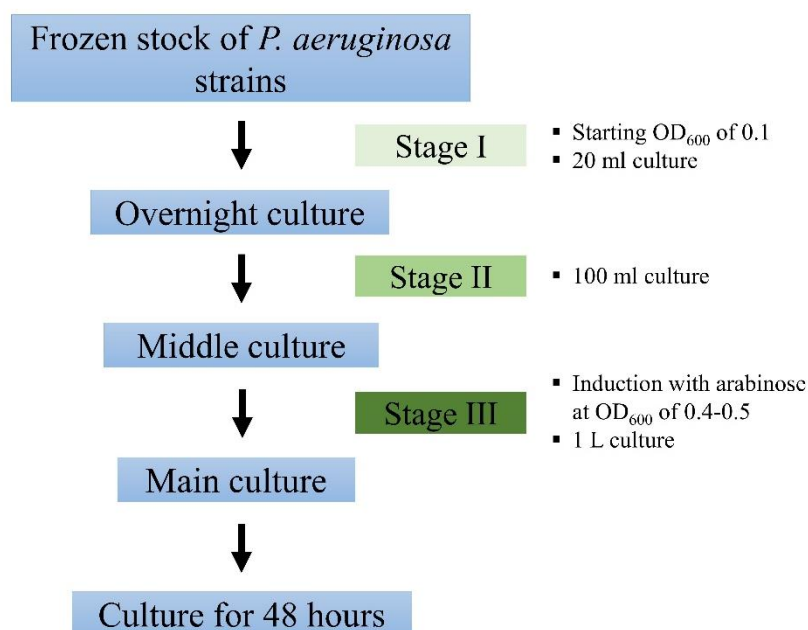 Frozen stock of P. aeruginosa
strains
Stage I
▪ Starting OD₆₀₀ of 0.1
▪ 20 ml culture
Overnight culture
Stage II
▪ 100 ml culture
Middle culture
Stage III
▪ Induction with arabinose
at OD₆₀₀ of 0.4-0.5
▪ 1 L culture
Main culture
Culture for 48 hours